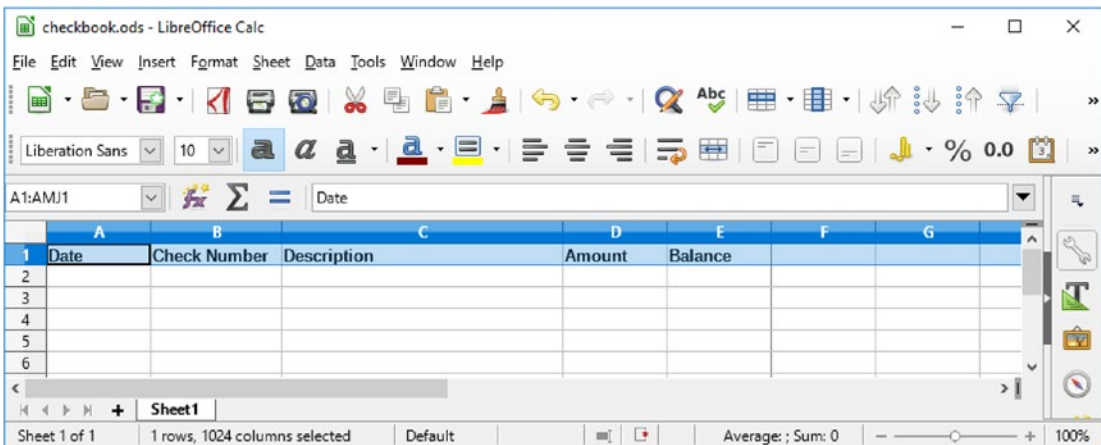 checkbook.ods - LibreOffice Calc
File Edit View Insert Format Sheet Data Tools Window Help
Abc »
Liberation Sans 10 a a a a % 0.0 »
A1:AMJ1 fx Σ = Date
A B C D E F G
1 Date Check Number Description Amount Balance
2
3
4
5
6
+ Sheet1
Sheet 1 of 1 1 rows, 1024 columns selected Default Average: ; Sum: 0 100%